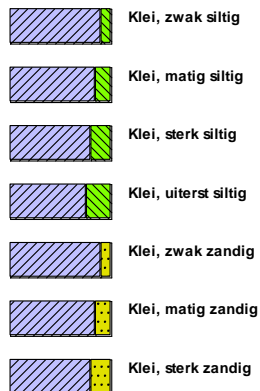 Klei, zwak siltig
Klei, matig siltig
Klei, sterk siltig
Klei, uiterst siltig
Klei, zwak zandig
Klei, matig zandig
Klei, sterk zandig